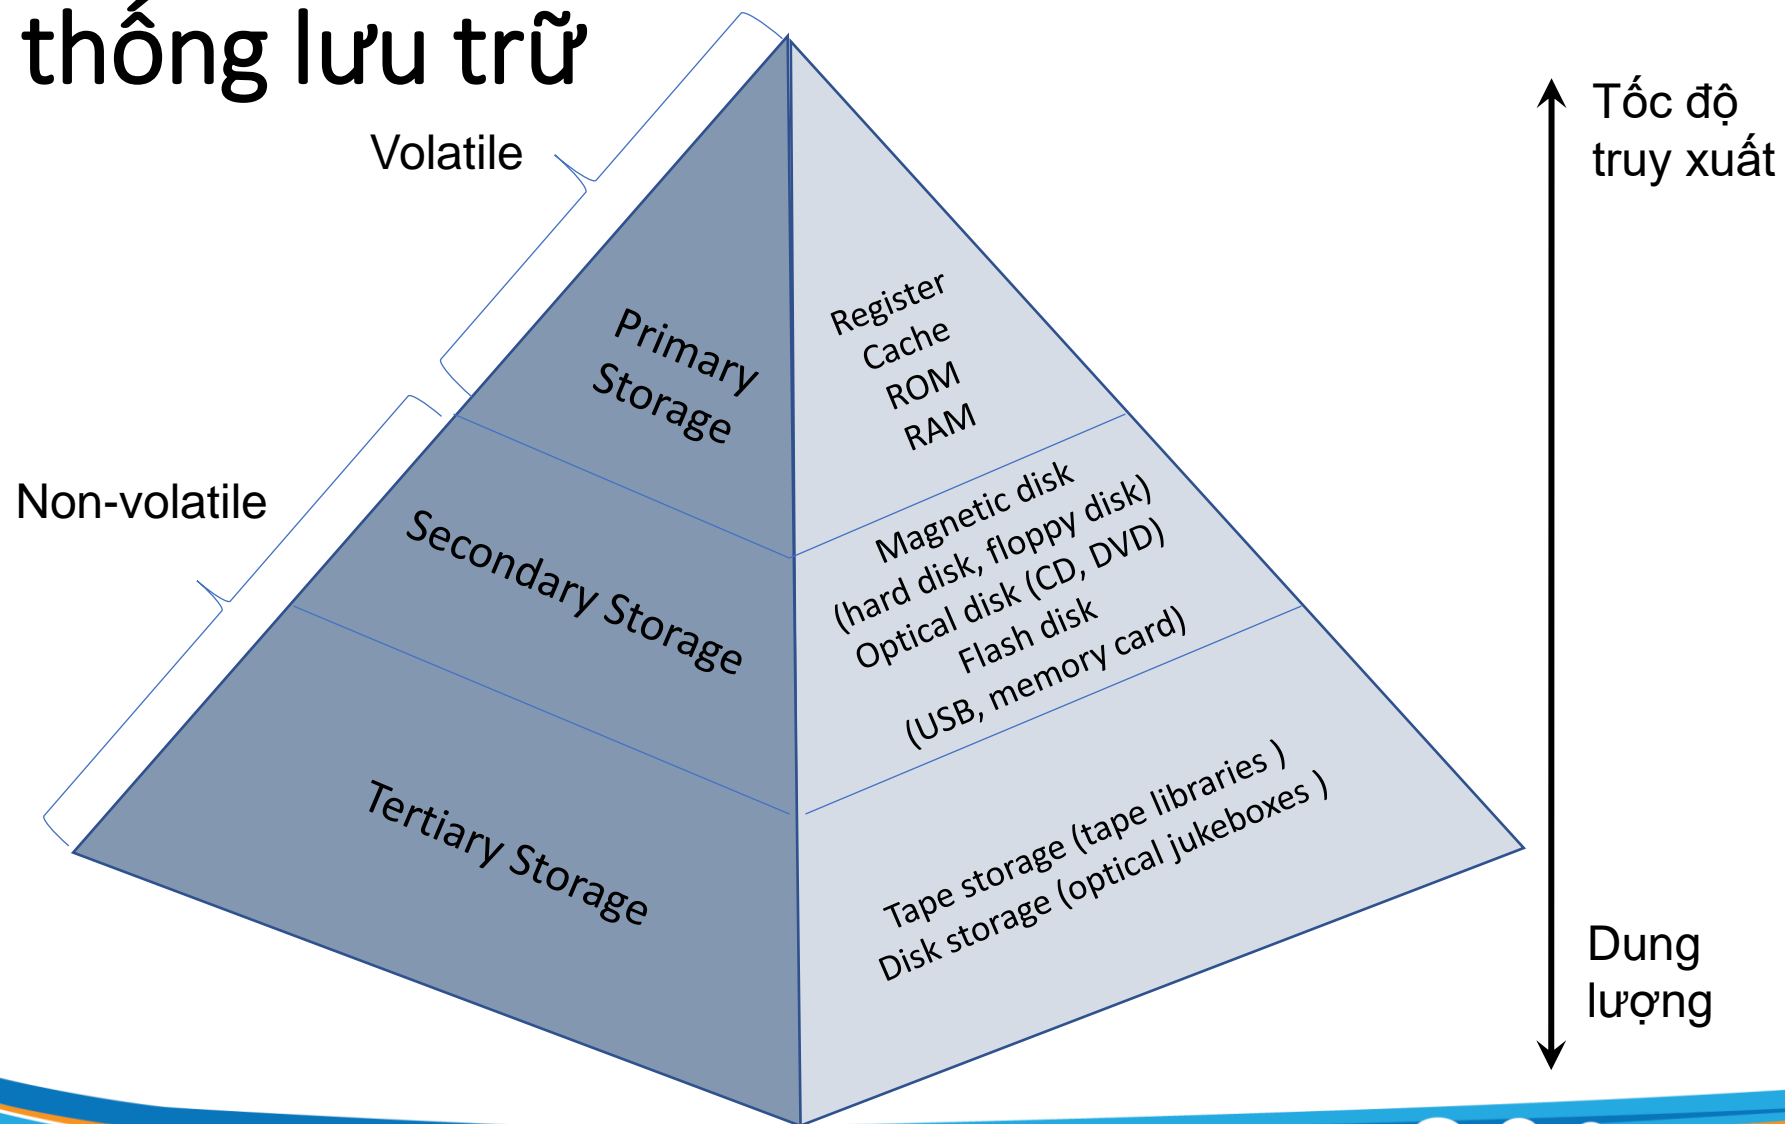 thống lưu trữ
Volatile
Non-volatile
Primary
Storage
Secondary Storage
Tertiary Storage
Register
Cache
ROM
RAM
Magnetic disk
(hard disk, floppy disk)
Optical disk (CD, DVD)
Flash disk
(USB, memory card)
Tape storage (tape libraries )
Disk storage (optical jukeboxes )
Tốc độ
truy xuất
Dung
lượng